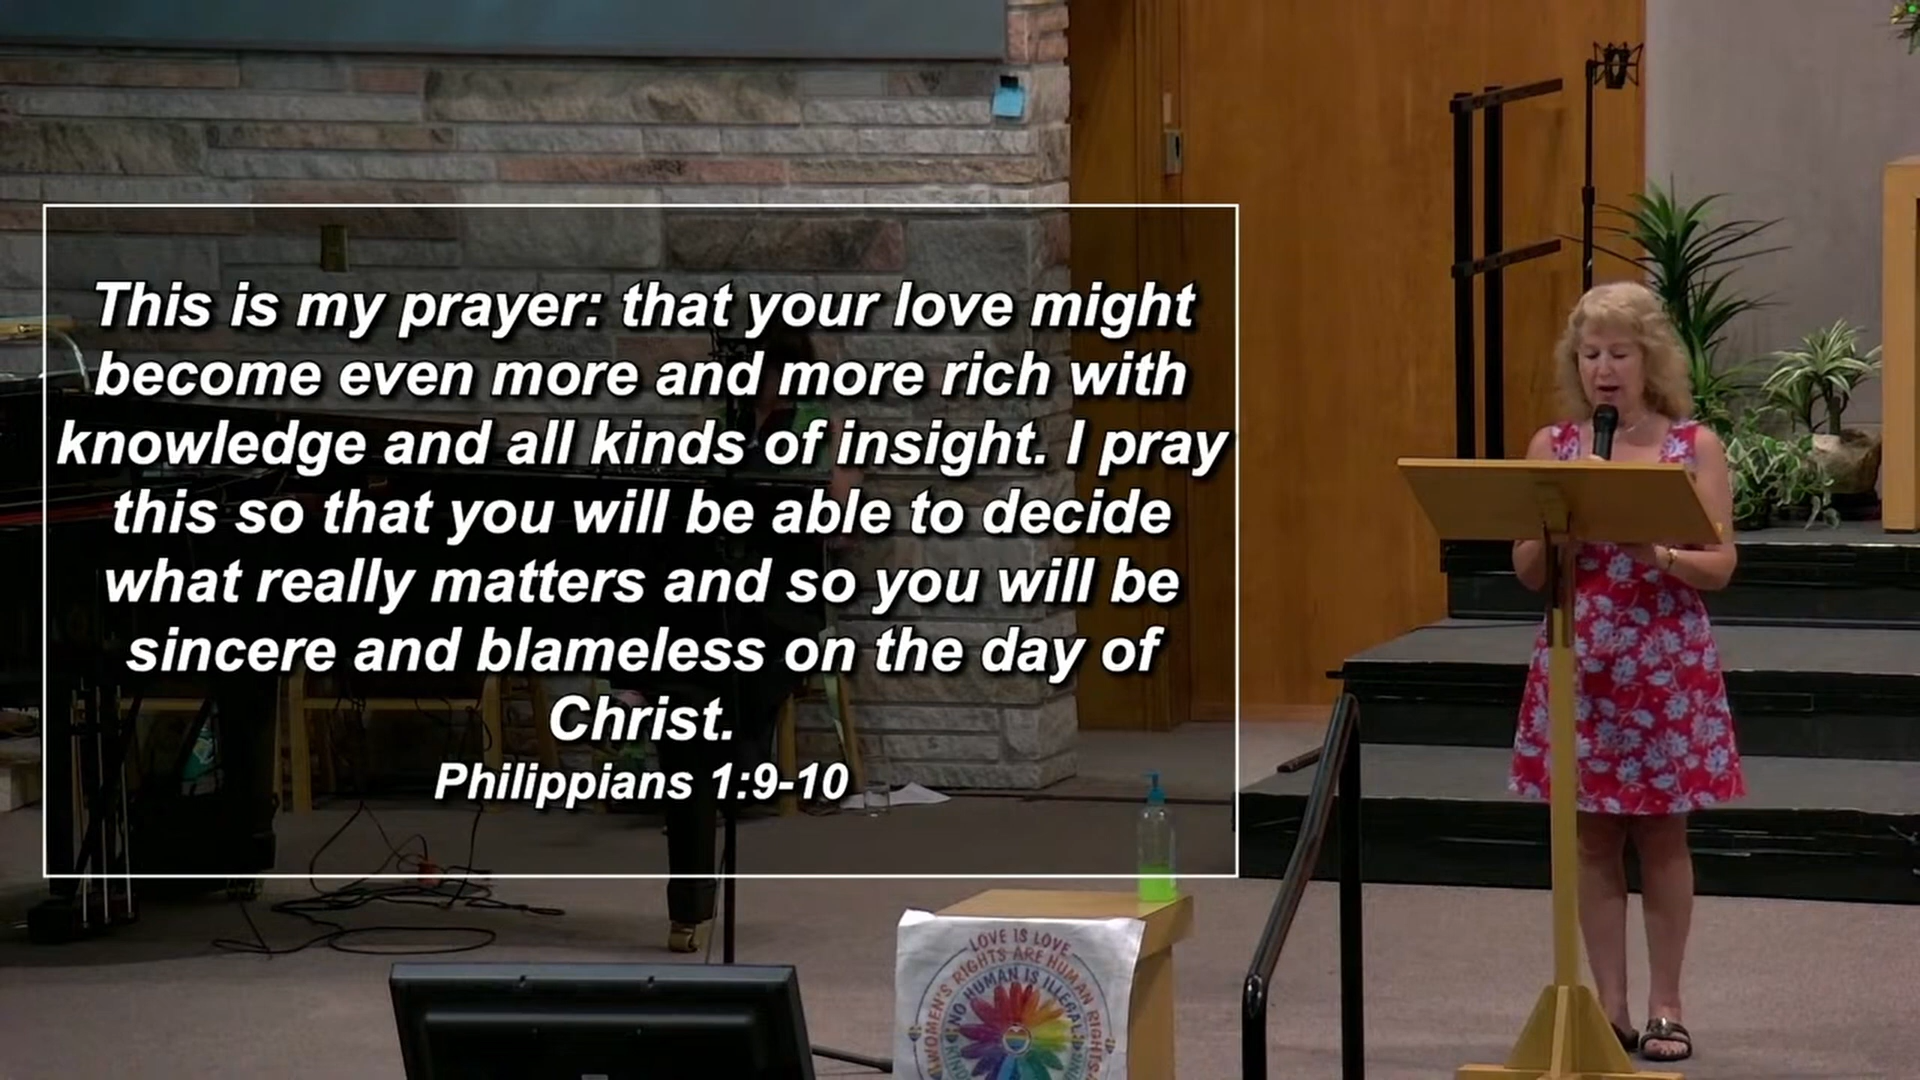 This is my prayer: that your love might
become even more and more rich with
knowledge and all kinds of insight. I pray
this so that you will be able to decide
what really matters and so you will be
sincere and blameless on the day of
Christ.
Philippians 1:9-10
LOVE IS LOVE
WOMEN'S RIGHTS ARE HUMAN RIGHTS
NO HUMAN IS ILLEGAL